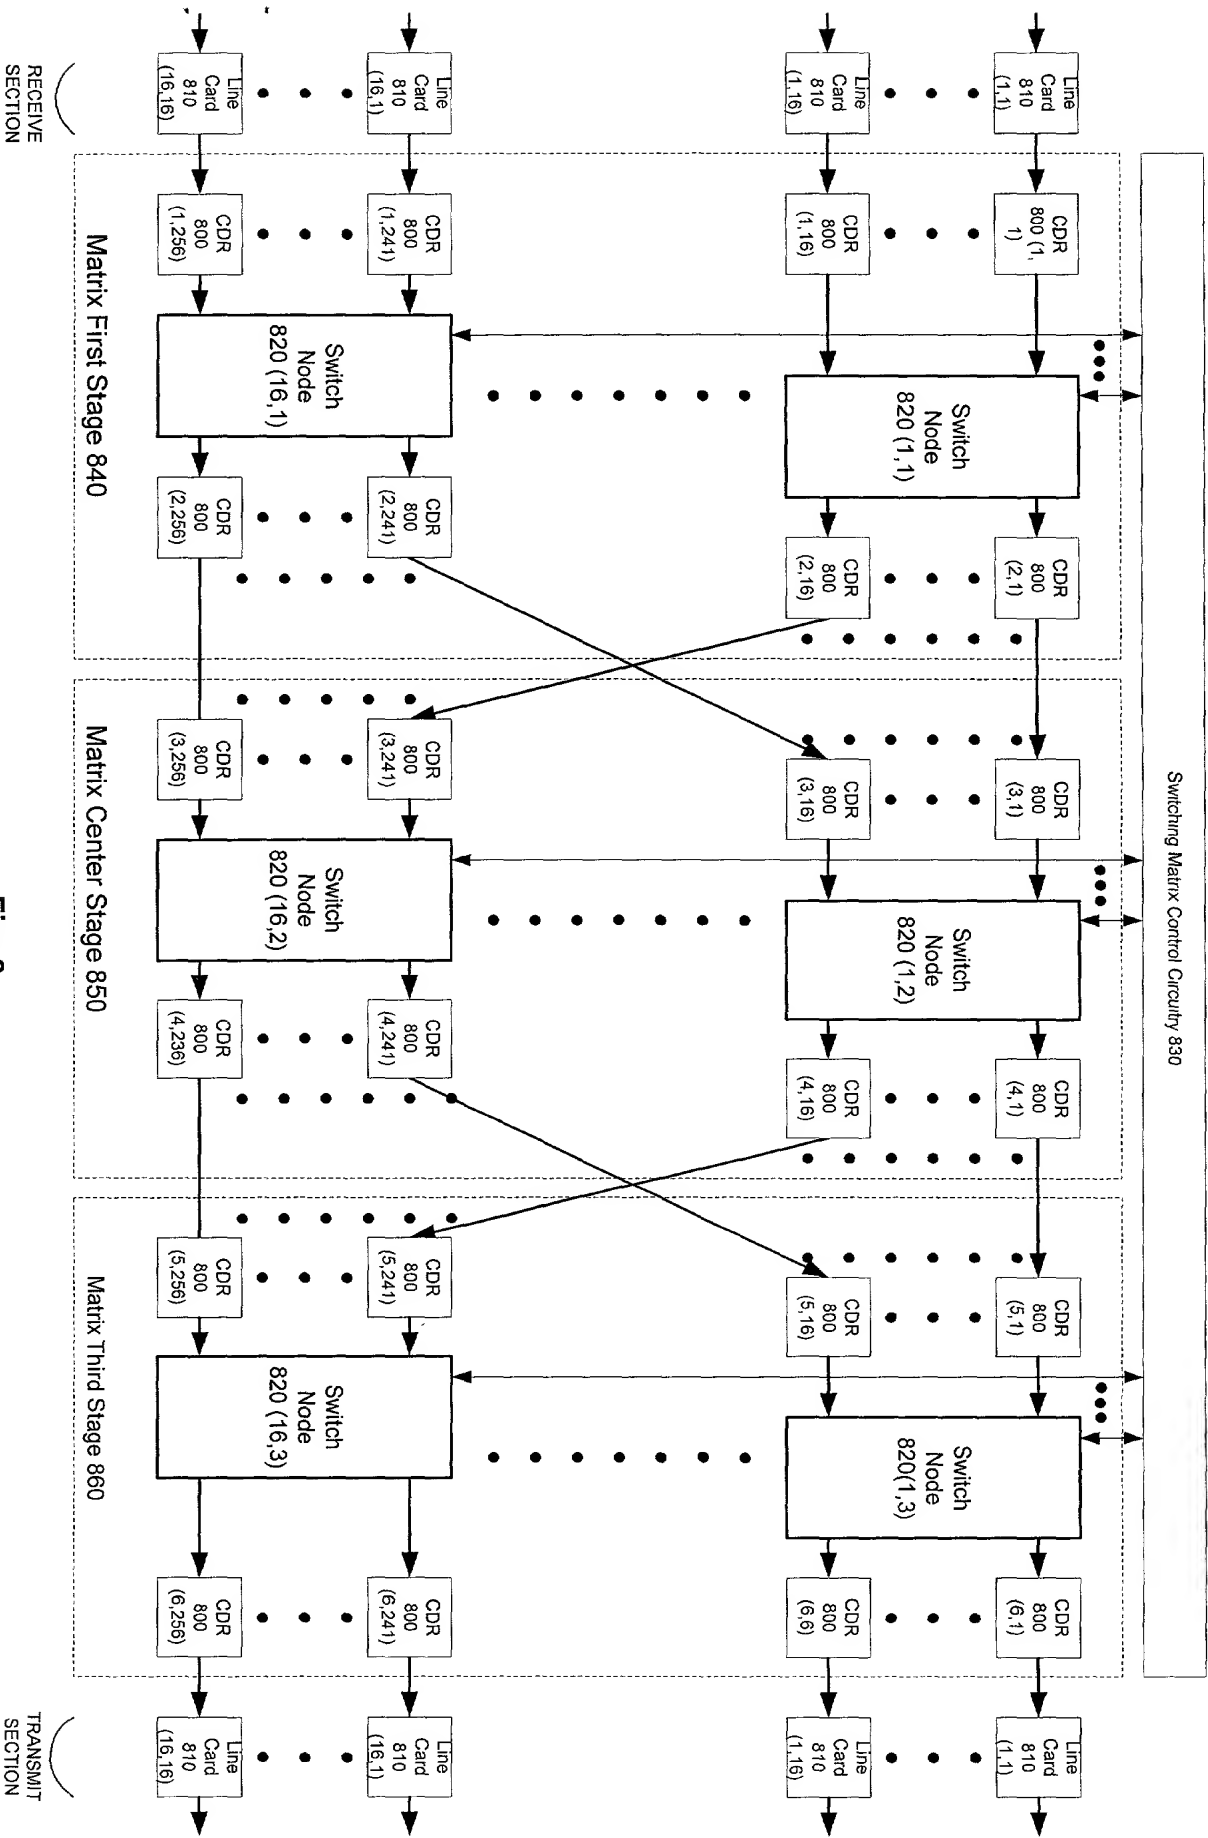 Switching Matrix Control Circuitry 830
Line
Card
810
(1,1)
CDR
800 (1,
1)
Switch
Node
820 (1,1)
CDR
800
(2,1)
CDR
800
(3,1)
Switch
Node
820 (1,2)
CDR
800
(4,1)
CDR
800
(5,1)
Switch
Node
820(1,3)
CDR
800
(6,1)
Line
Card
810
(1,1)
Line
Card
810
(1,16)
CDR
800
(1,16)
CDR
800
(2,16)
CDR
800
(3,16)
CDR
800
(4,16)
CDR
800
(5,16)
CDR
800
(6,6)
Line
Card
810
(1,16)
Line
Card
810
(16,1)
CDR
800
(1,241)
Switch
Node
820 (16,1)
CDR
800
(2,241)
CDR
800
(3,241)
Switch
Node
820 (16,2)
CDR
800
(4,241)
CDR
800
(5,241)
Switch
Node
820 (16,3)
CDR
800
(6,241)
Line
Card
810
(16,1)
Line
Card
810
(16,16)
CDR
800
(1,256)
CDR
800
(2,256)
CDR
800
(3,256)
CDR
800
(4,236)
CDR
800
(5,256)
CDR
800
(6,256)
Line
Card
810
(16,16)
Matrix First Stage 840
Matrix Center Stage 850
Matrix Third Stage 860
RECEIVE
SECTION
TRANSMIT
SECTION